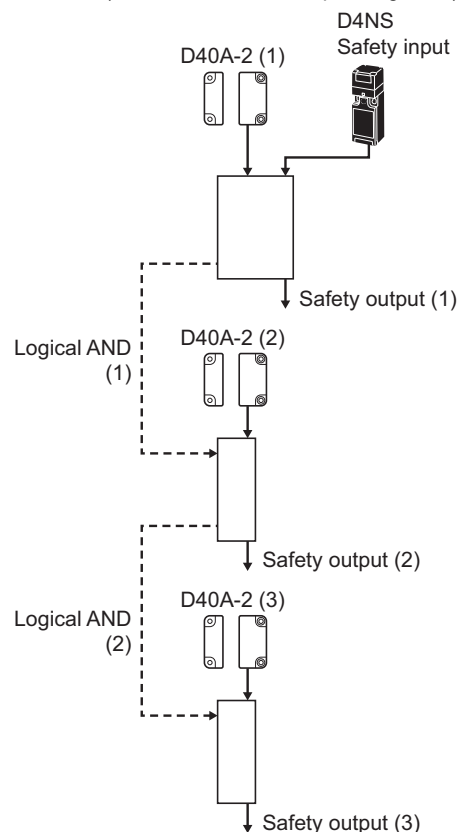 D4NS
Safety input
D40A-2 (1)
Safety output (1)
Logical AND
(1)
D40A-2 (2)
Safety output (2)
Logical AND
(2)
D40A-2 (3)
Safety output (3)